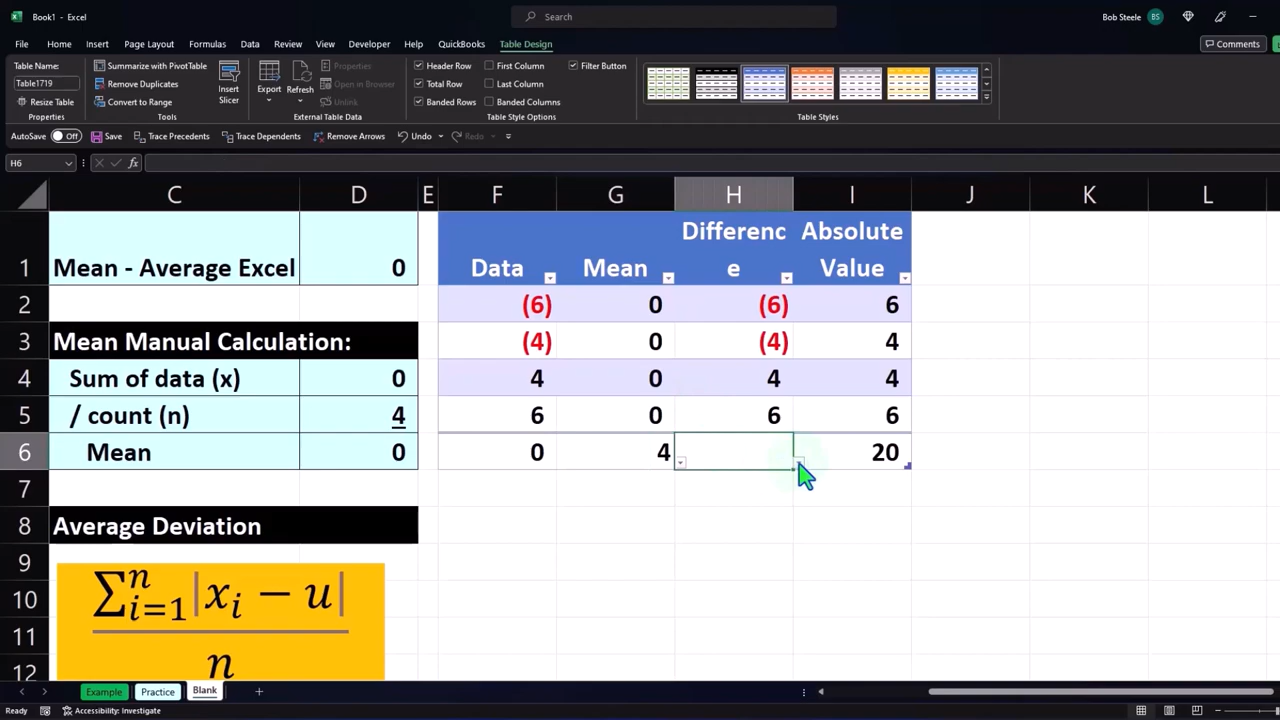 Book1 - Excel
Search
Bob Steele BS
File Home Insert Page Layout Formulas Data Review View Developer Help QuickBooks Table Design
Comments
Table Name:
Table1719
Resize Table
Properties
Summarize with PivotTable
Remove Duplicates
Convert to Range
Tools
Insert
Slicer
Export
Refresh
Properties
Open in Browser
Unlink
External Table Data
Header Row First Column Filter Button
Total Row Last Column
Banded Rows Banded Columns
Table Style Options
Table Styles
AutoSave Off Save Trace Precedents Trace Dependents Remove Arrows Undo Redo
H6 fx
C D E F G H I J K L
1 Mean - Average Excel 0 Data Mean Differenc
e Absolute
Value
2 (6) 0 (6) 6
3 Mean Manual Calculation: (4) 0 (4) 4
4 Sum of data (x) 0 4 0 4 4
5 / count (n) 4 6 0 6 6
6 Mean 0 0 4 20
7
8 Average Deviation
9
10
11
12
∑ⁿᵢ₌₁|xᵢ − u|
n
Example Practice Blank
Ready Accessibility: Investigate